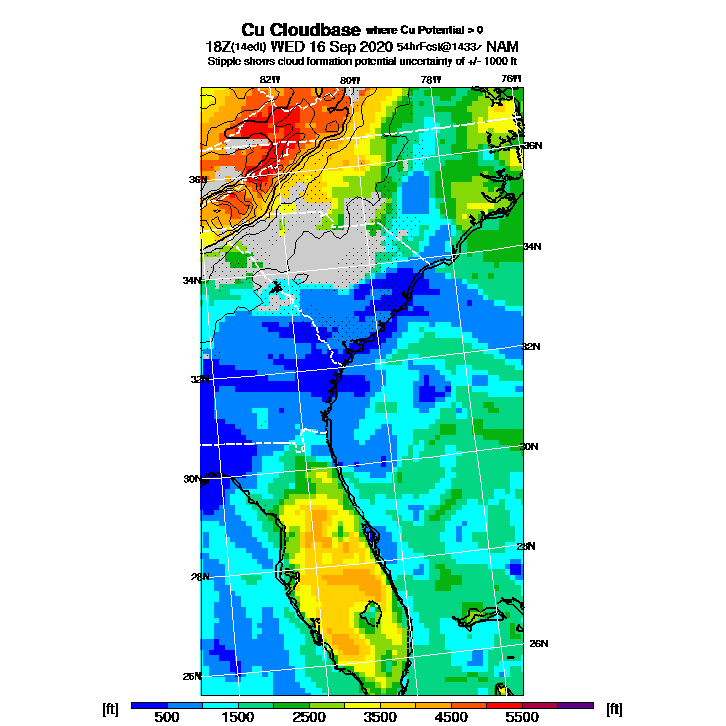 Cu Cloudbase where Cu Potential > 0
18Z(14edt) WED 16 Sep 2020 54hrFcst@1433z NAM
Stipple shows cloud formation potential uncertainty of +/- 1000 ft
82W 80W 78W 76W
36N 36N
34N 34N
32N 32N
30N 30N
28N 28N
26N 26N
[ft] 500 1500 2500 3500 4500 5500 [ft]